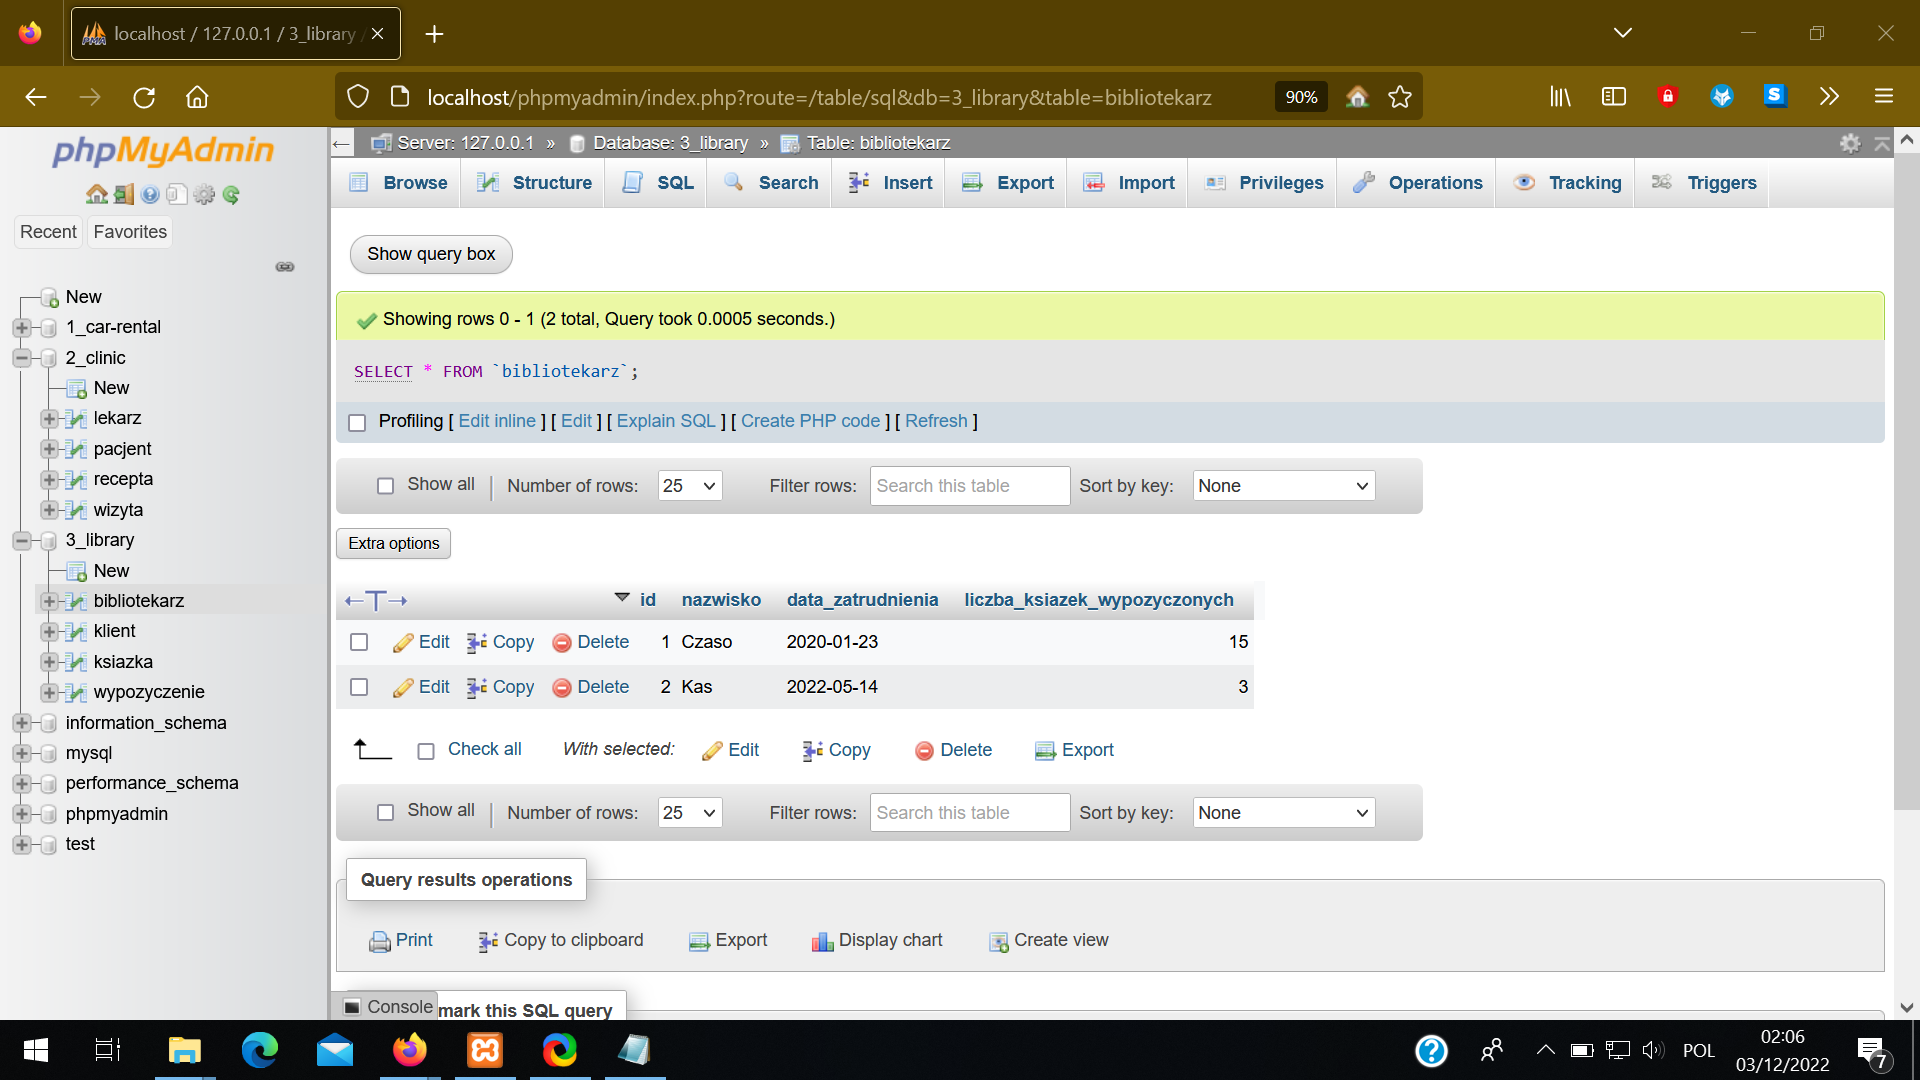 localhost / 127.0.0.1 / 3_library /
localhost/phpmyadmin/index.php?route=/table/sql&db=3_library&table=bibliotekarz
90%
phpMyAdmin
Recent Favorites
New
1_car-rental
2_clinic
New
lekarz
pacjent
recepta
wizyta
3_library
New
bibliotekarz
klient
ksiazka
wypozyczenie
information_schema
mysql
performance_schema
phpmyadmin
test
Server: 127.0.0.1 » Database: 3_library » Table: bibliotekarz
Browse Structure SQL Search Insert Export Import Privileges Operations Tracking Triggers
Show query box
Showing rows 0 - 1 (2 total, Query took 0.0005 seconds.)
SELECT * FROM `bibliotekarz`;
Profiling [ Edit inline ] [ Edit ] [ Explain SQL ] [ Create PHP code ] [ Refresh ]
Show all | Number of rows: 25 Filter rows: Search this table Sort by key: None
Extra options
←T→ id nazwisko data_zatrudnienia liczba_ksiazek_wypozyczonych
Edit Copy Delete 1 Czaso 2020-01-23 15
Edit Copy Delete 2 Kas 2022-05-14 3
Check all With selected: Edit Copy Delete Export
Show all | Number of rows: 25 Filter rows: Search this table Sort by key: None
Query results operations
Print Copy to clipboard Export Display chart Create view
Console mark this SQL query
POL
02:06
03/12/2022
7